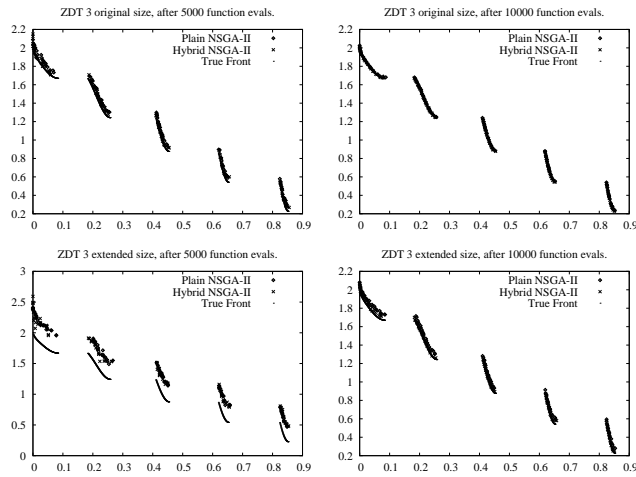 ZDT 3 original size, after 5000 function evals.
2.2
2
1.8
1.6
1.4
1.2
1
0.8
0.6
0.4
0.2
Plain NSGA-II
Hybrid NSGA-II
True Front
0 0.1 0.2 0.3 0.4 0.5 0.6 0.7 0.8 0.9
ZDT 3 original size, after 10000 function evals.
2.2
2
1.8
1.6
1.4
1.2
1
0.8
0.6
0.4
0.2
Plain NSGA-II
Hybrid NSGA-II
True Front
0 0.1 0.2 0.3 0.4 0.5 0.6 0.7 0.8 0.9
ZDT 3 extended size, after 5000 function evals.
3
2.5
2
1.5
1
0.5
0
Plain NSGA-II
Hybrid NSGA-II
True Front
0 0.1 0.2 0.3 0.4 0.5 0.6 0.7 0.8 0.9
ZDT 3 extended size, after 10000 function evals.
2.2
2
1.8
1.6
1.4
1.2
1
0.8
0.6
0.4
0.2
Plain NSGA-II
Hybrid NSGA-II
True Front
0 0.1 0.2 0.3 0.4 0.5 0.6 0.7 0.8 0.9